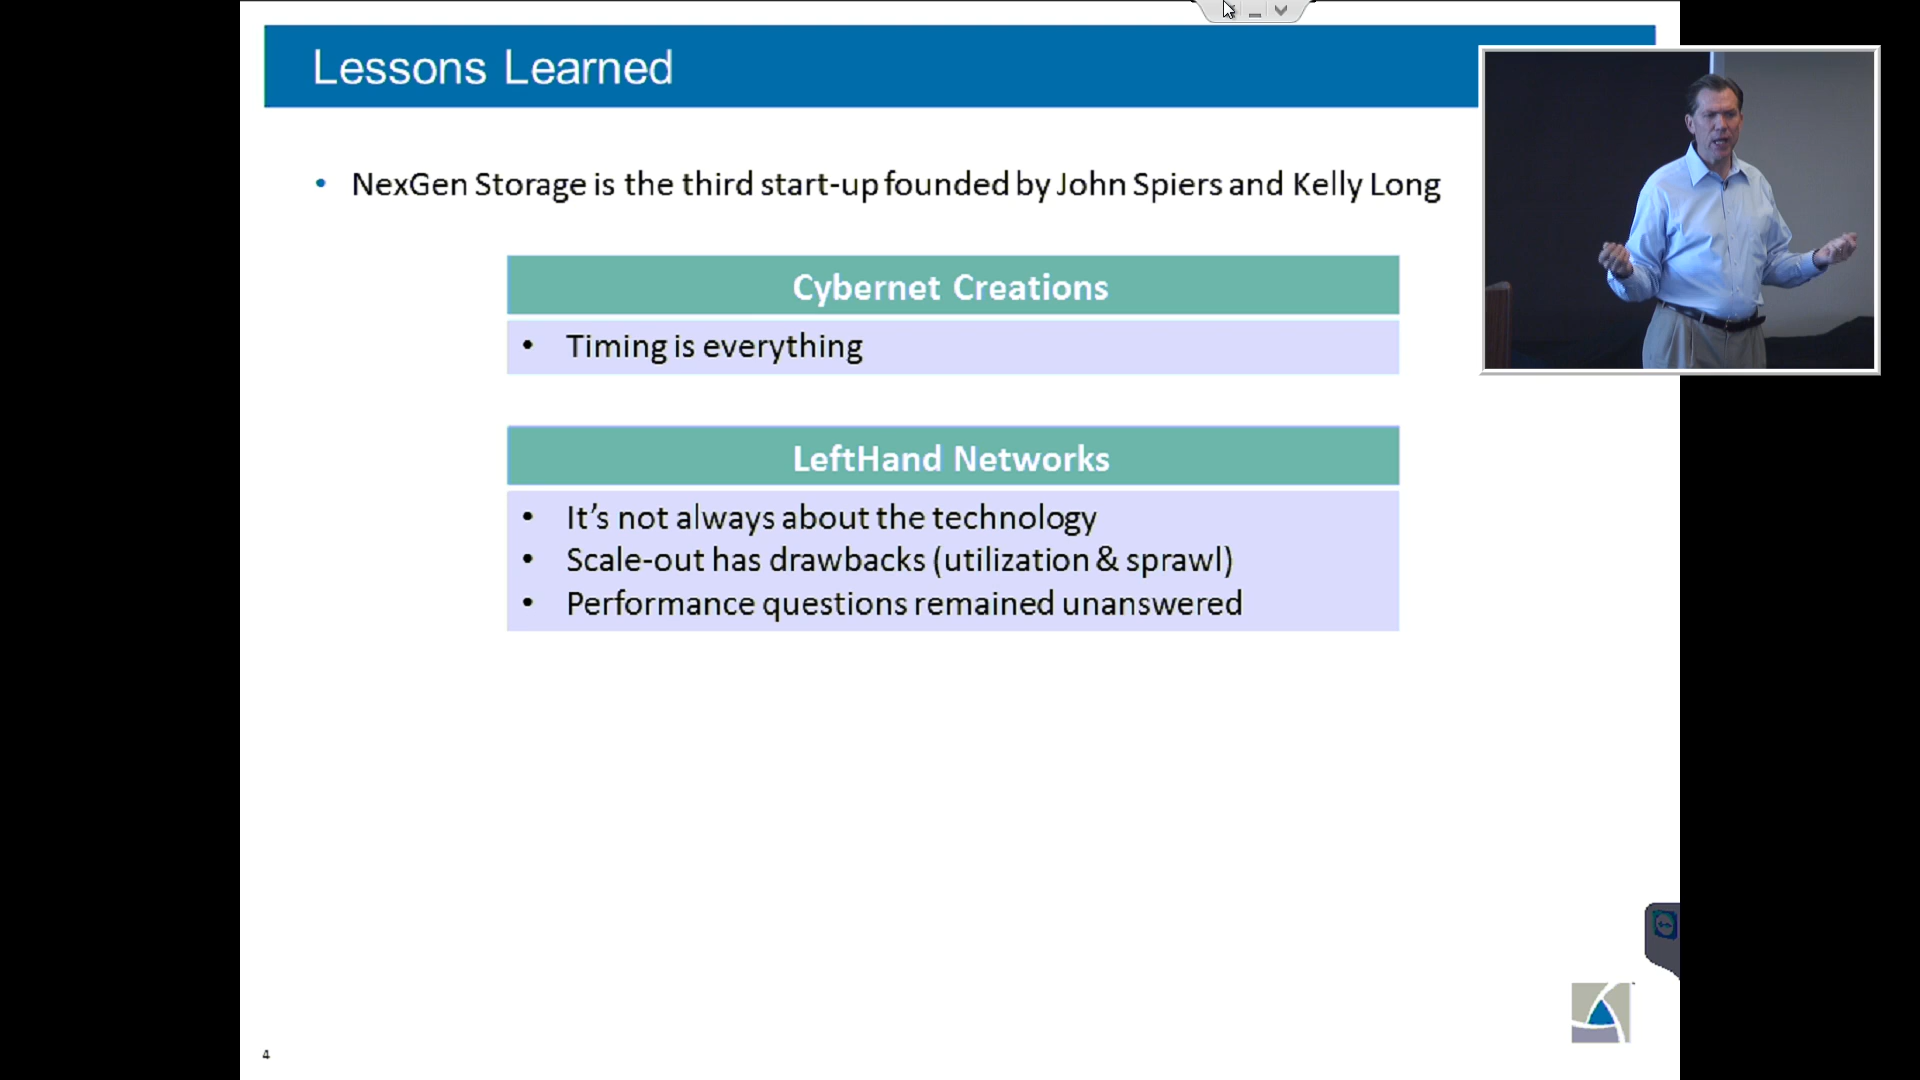 Lessons Learned
• NexGen Storage is the third start-up founded by John Spiers and Kelly Long
Cybernet Creations
• Timing is everything
LeftHand Networks
• It’s not always about the technology
• Scale-out has drawbacks (utilization & sprawl)
• Performance questions remained unanswered
4